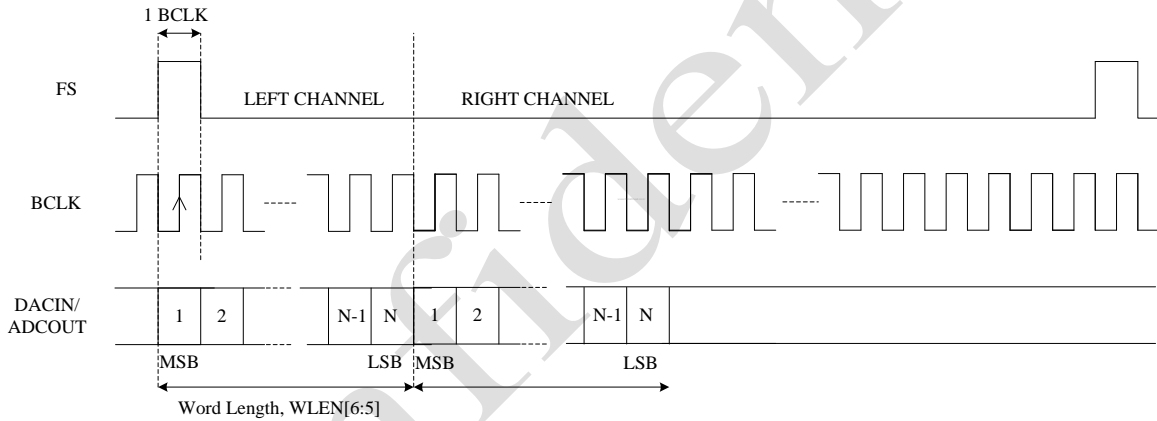 1 BCLK
FS
LEFT CHANNEL
RIGHT CHANNEL
BCLK
DACIN/
ADCOUT
1
2
N-1
N
1
2
N-1
N
MSB
LSB
MSB
LSB
Word Length, WLEN[6:5]